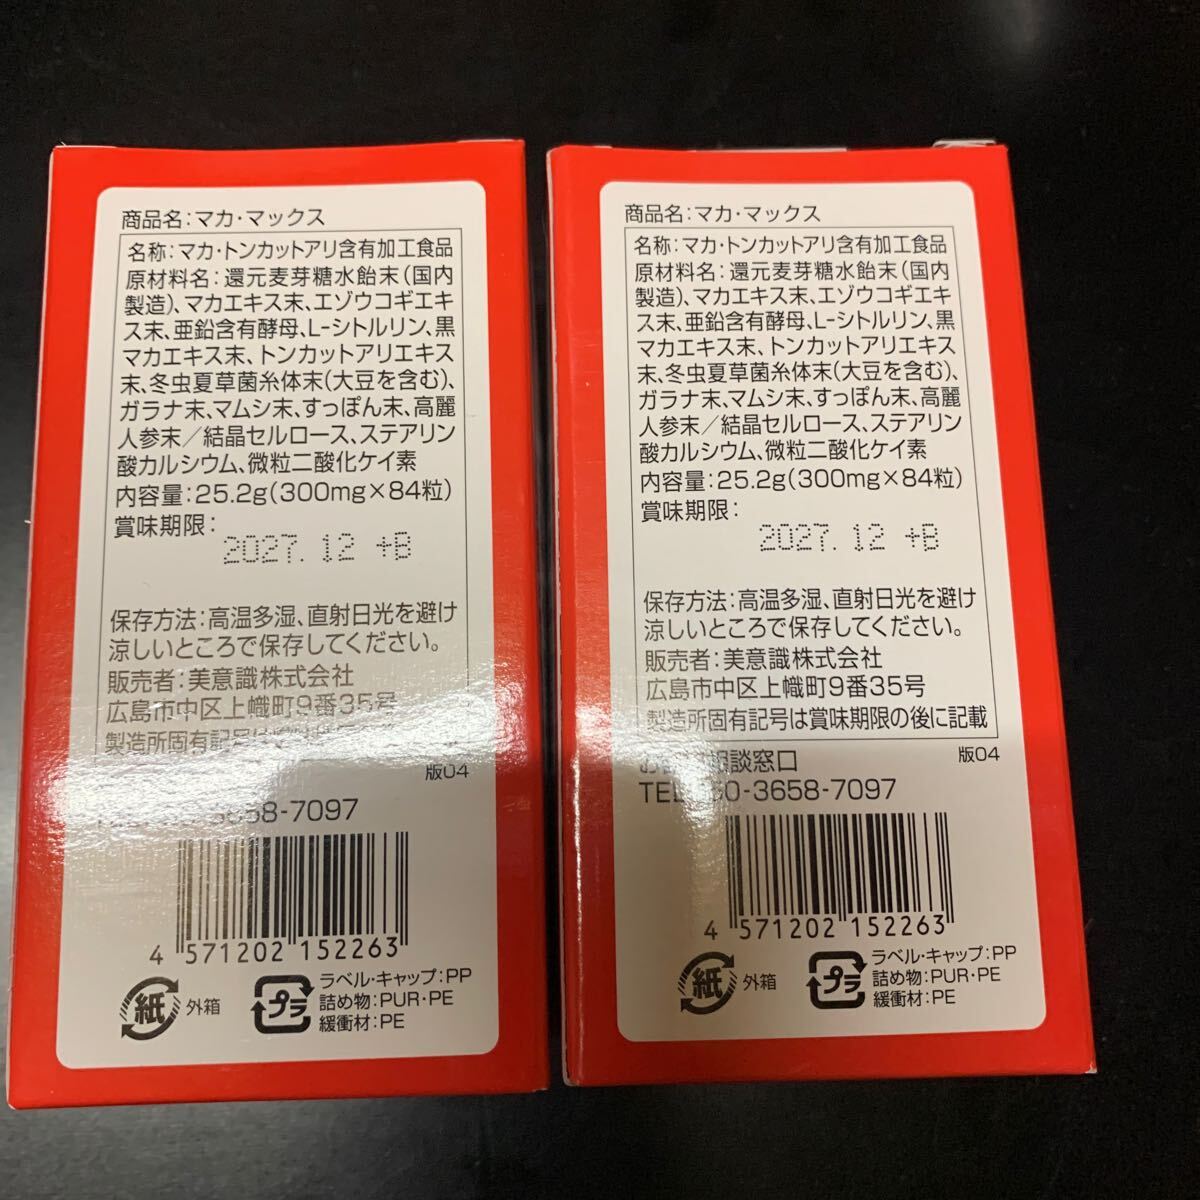 商品名:マカ・マックス
名称:マカ・トンカットアリ含有加工食品
原材料名:還元麦芽糖水飴末(国内
製造)、マカエキス末、エゾウコギエキ
ス末、亜鉛含有酵母、L-シトルリン、黒
マカエキス末、トンカットアリエキス
末、冬虫夏草菌糸体末(大豆を含む)、
ガラナ末、マムシ末、すっぽん末、高麗
人参末/結晶セルロース、ステアリン
酸カルシウム、微粒二酸化ケイ素
内容量:25.2g(300mg×84粒)
賞味期限:
2027.12 +B
保存方法:高温多湿、直射日光を避け
涼しいところで保存してください。
販売者:美意識株式会社
広島市中区上幟町9番35号
製造所固有記号は
版04
3658-7097
4 571202 152263
紙 外箱
プラ
ラベル・キャップ:PP
詰め物:PUR・PE
緩衝材:PE
商品名:マカ・マックス
名称:マカ・トンカットアリ含有加工食品
原材料名:還元麦芽糖水飴末(国内
製造)、マカエキス末、エゾウコギエキ
ス末、亜鉛含有酵母、L-シトルリン、黒
マカエキス末、トンカットアリエキス
末、冬虫夏草菌糸体末(大豆を含む)、
ガラナ末、マムシ末、すっぽん末、高麗
人参末/結晶セルロース、ステアリン
酸カルシウム、微粒二酸化ケイ素
内容量:25.2g(300mg×84粒)
賞味期限:
2027.12 +B
保存方法:高温多湿、直射日光を避け
涼しいところで保存してください。
販売者:美意識株式会社
広島市中区上幟町9番35号
製造所固有記号は賞味期限の後に記載
版04
相談窓口
TEL 0-3658-7097
4 571202 152263
紙 外箱
プラ
ラベル・キャップ:PP
詰め物:PUR・PE
緩衝材:PE